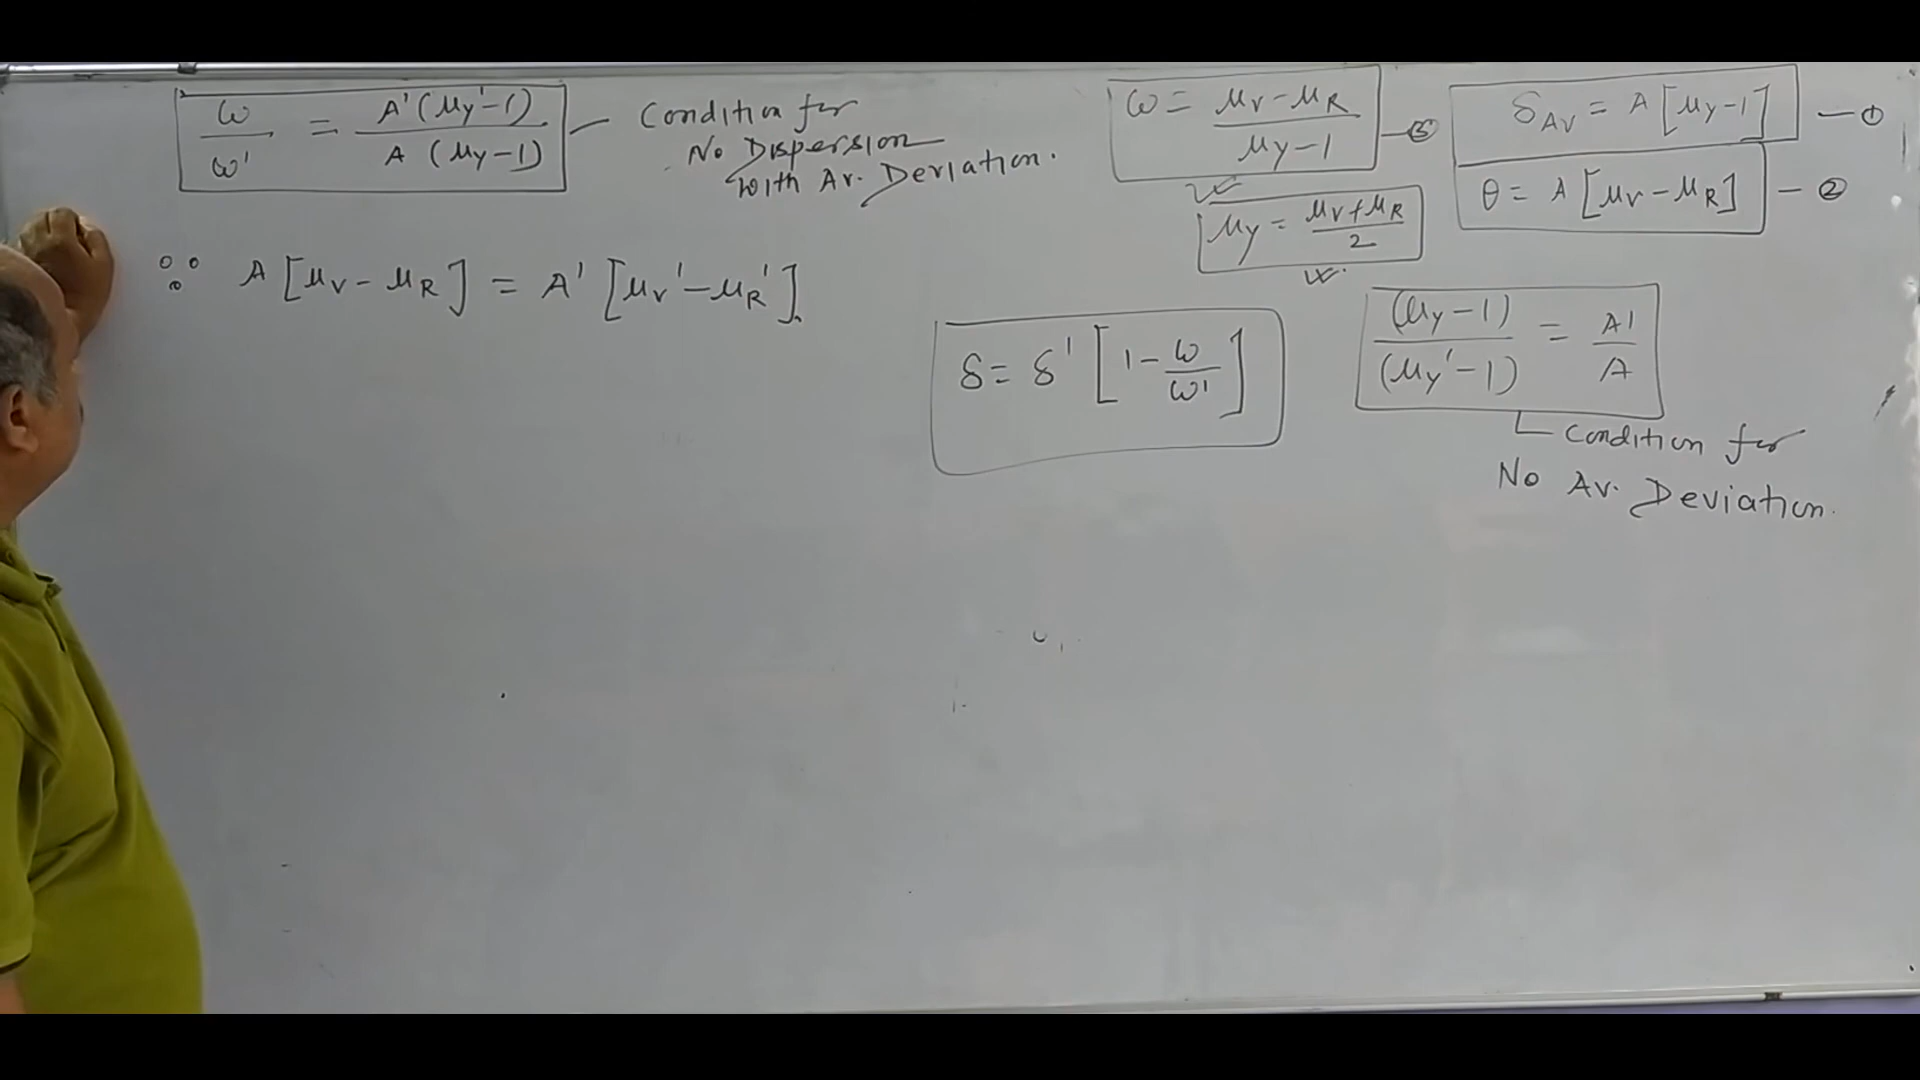 ω/ω' = A'(μy'-1)/A(μy-1) — Condition for
No Dispersion
with Av. Deviation.
∵ A[μv-μR] = A'[μv'-μR'].
ω = μv-μR/μy-1 —⑤
μy = μv+μR/2
δAV = A[μy-1] —①
θ = A[μv-μR] —②
δ = δ'[1-ω/ω']
(μy-1)/(μy'-1) = A'/A
Condition for
No Av. Deviation.